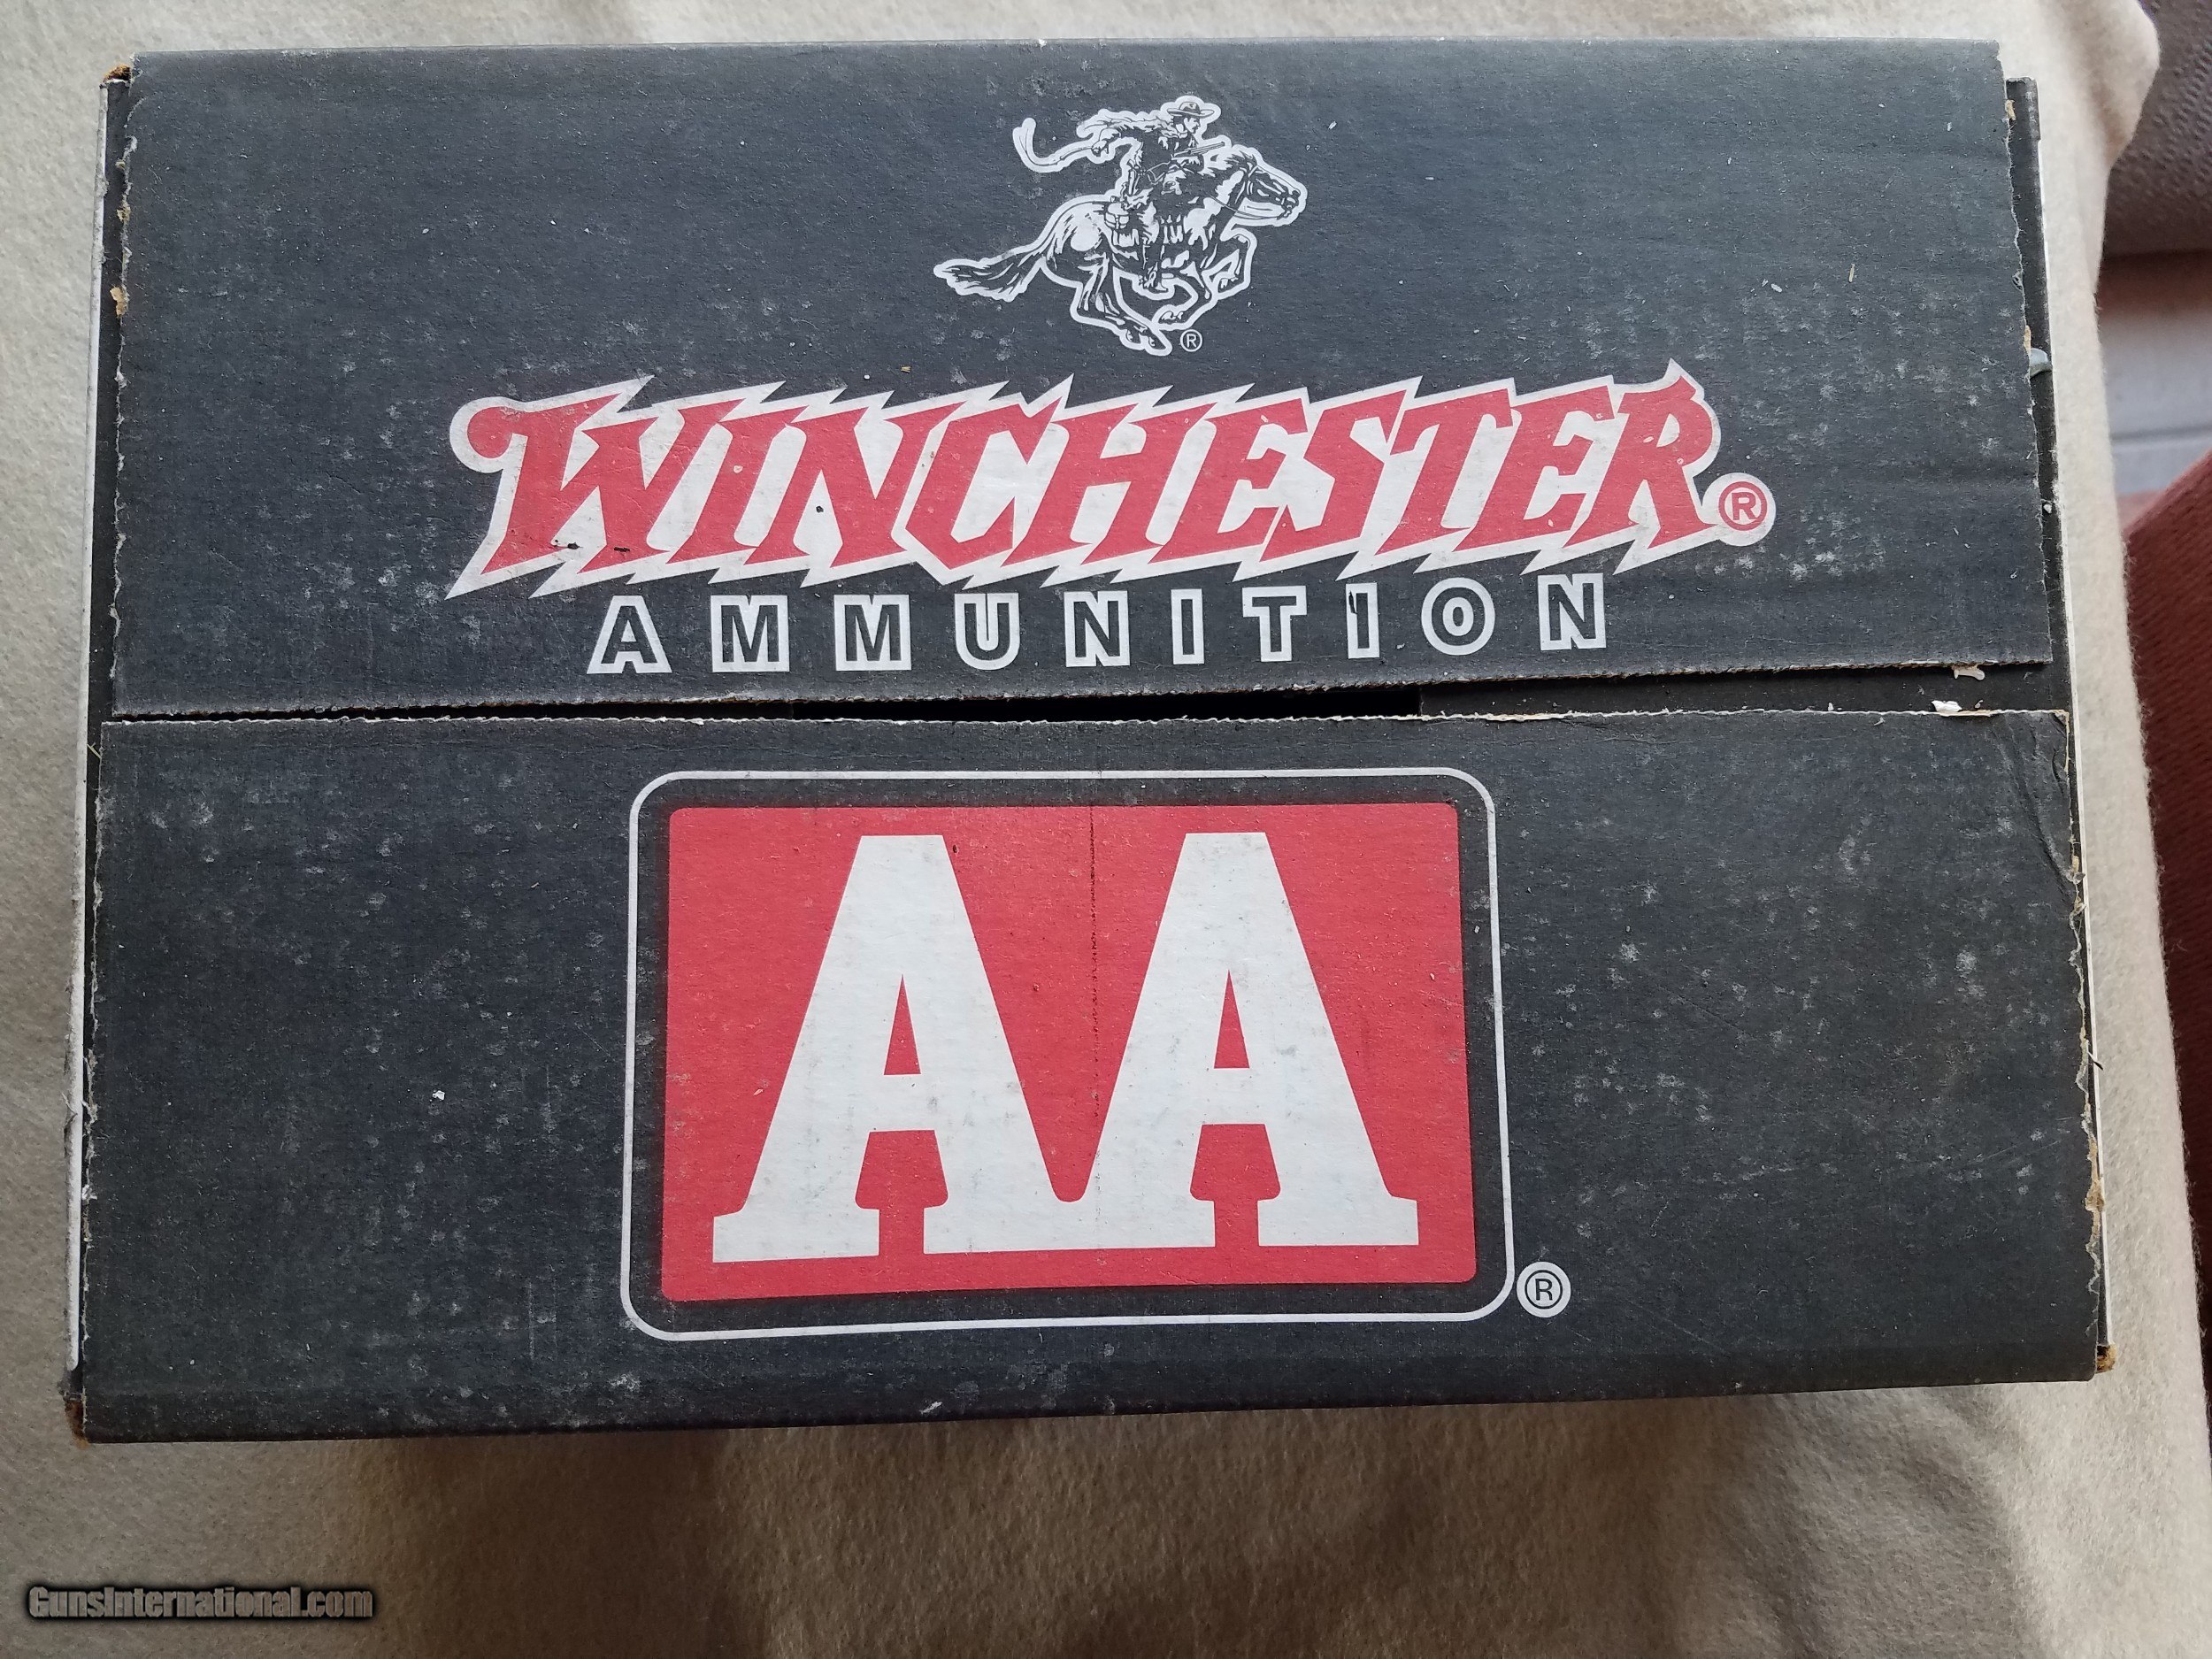 ®
WINCHESTER®
AMMUNITION
AA
®
GunsInternational.com